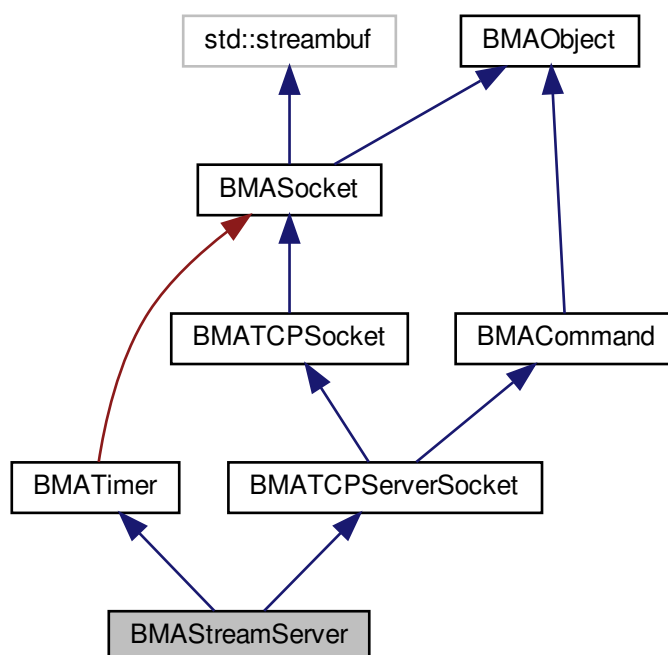 std::streambuf
BMAObject
BMASocket
BMATCPSocket
BMACommand
BMATimer
BMATCPServerSocket
BMAStreamServer